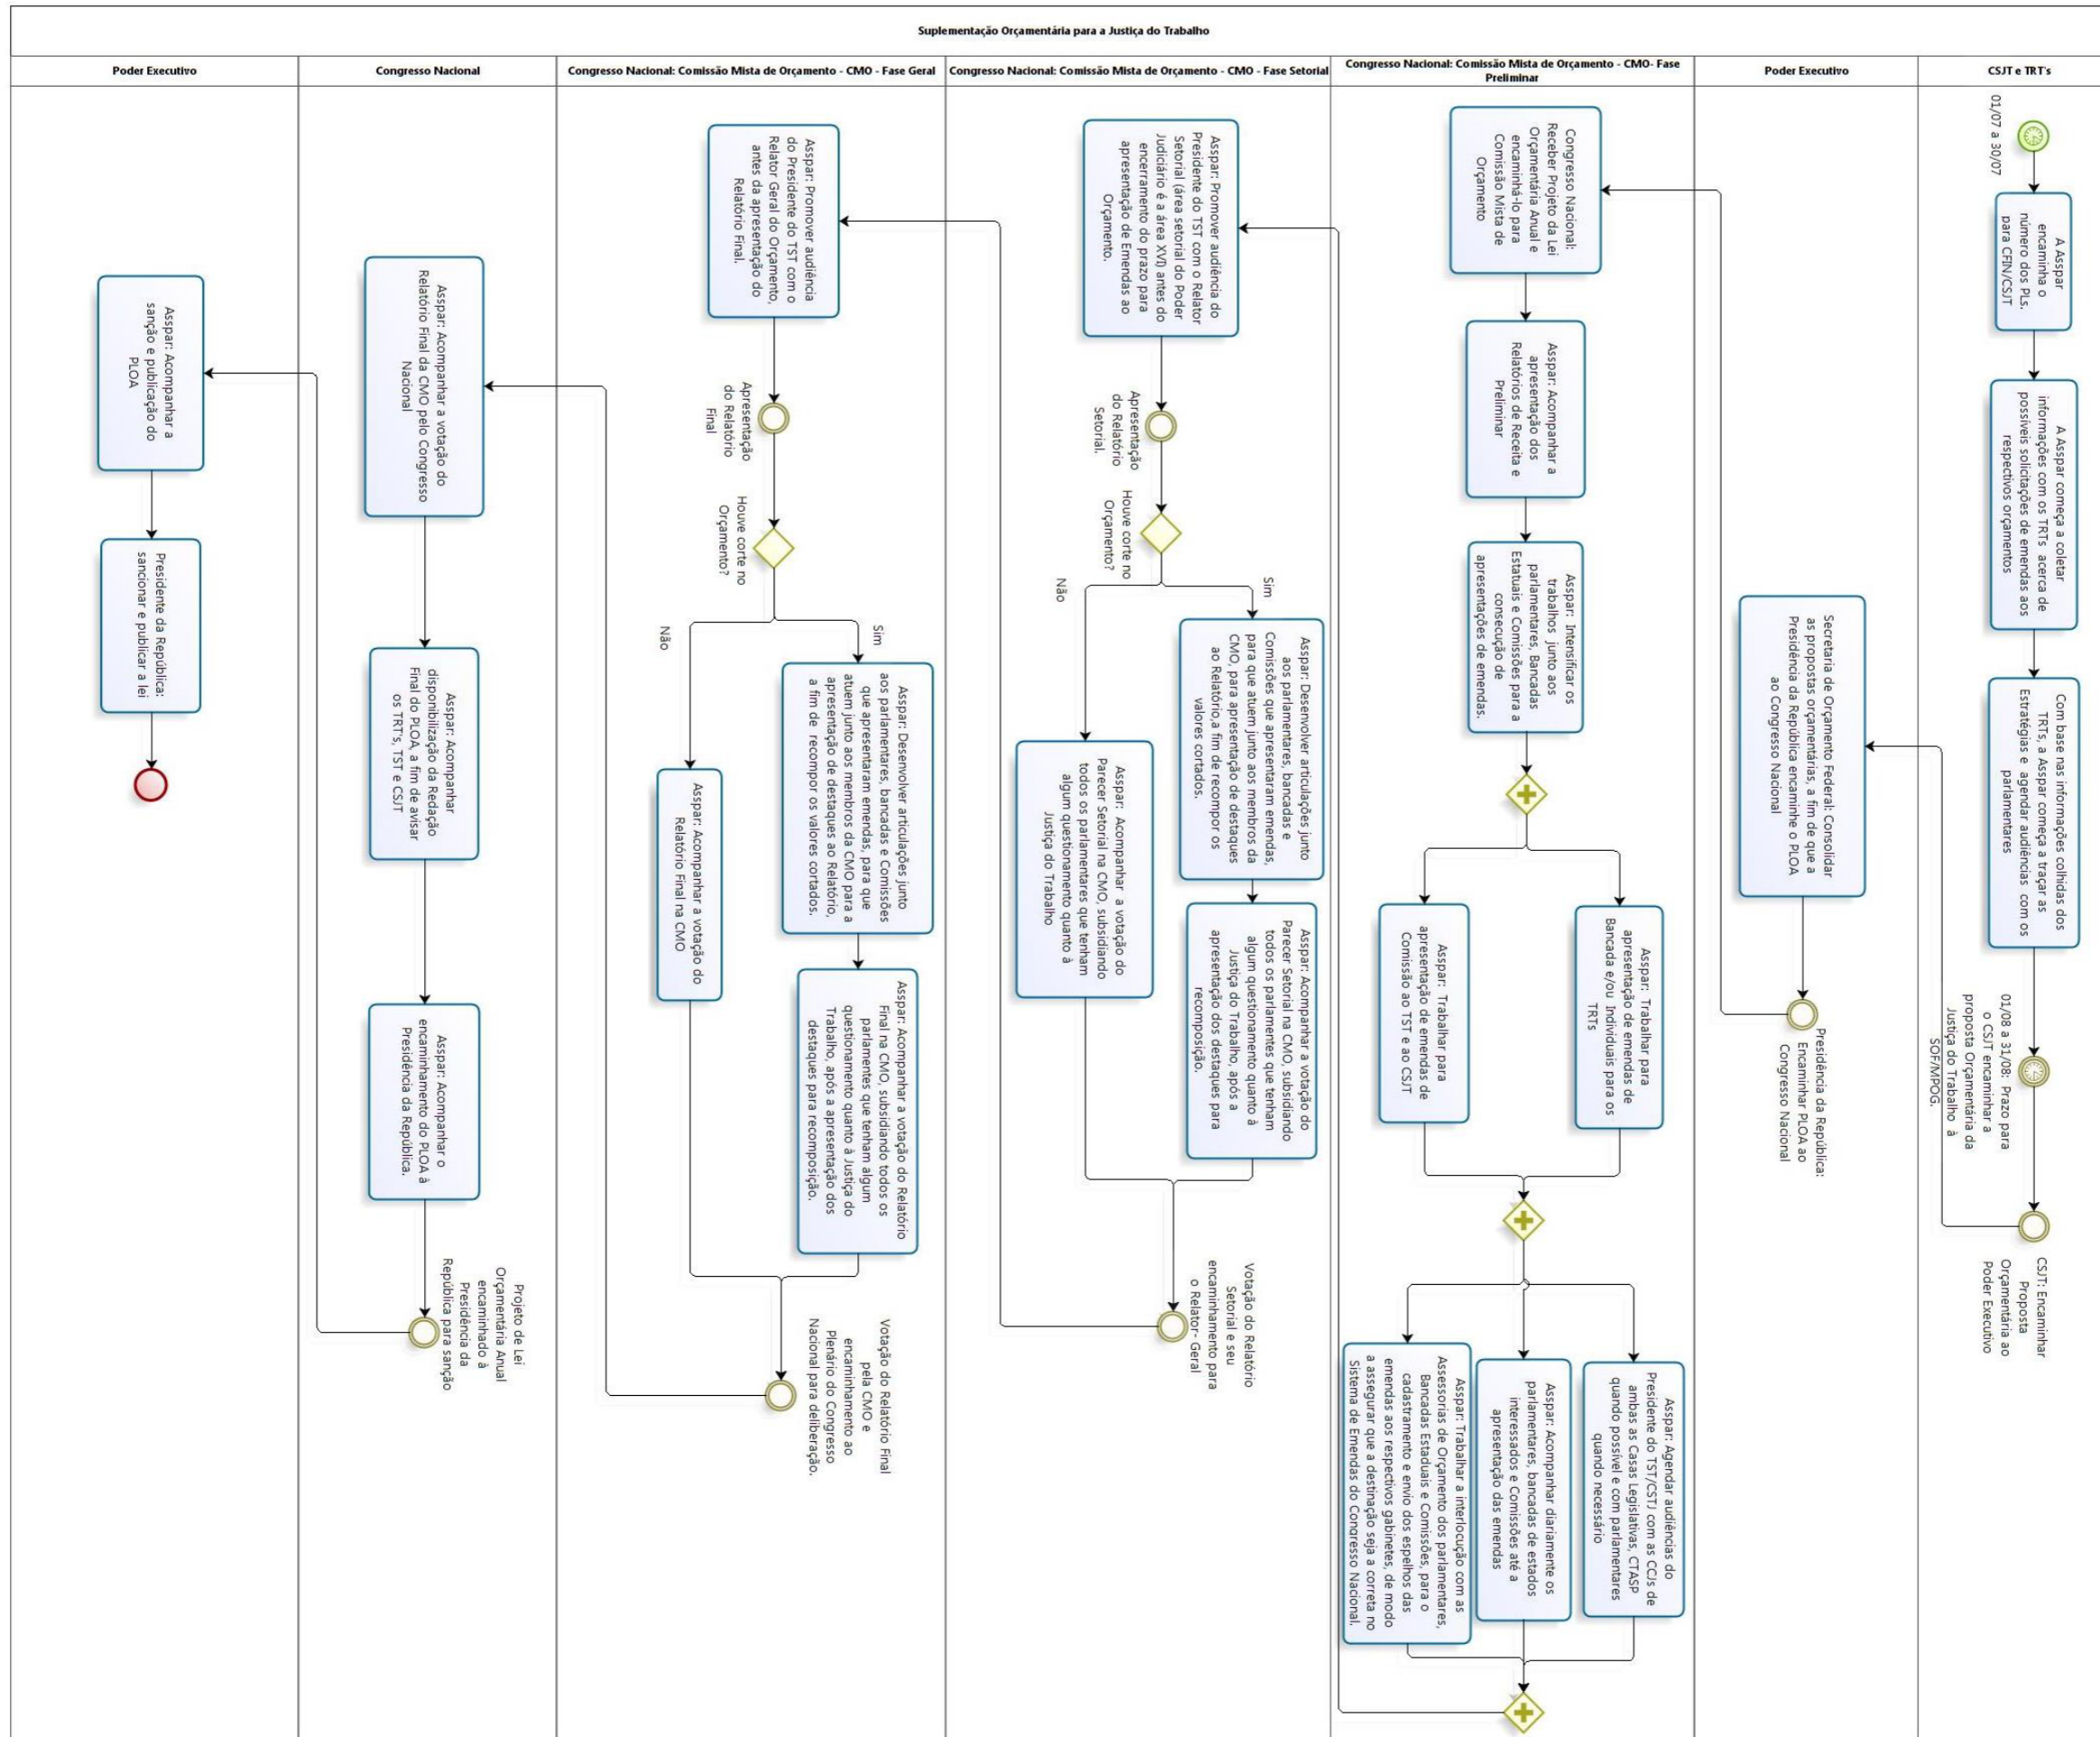 Suplementação Orçamentária para a Justiça do Trabalho
Poder Executivo
Congresso Nacional
Congresso Nacional: Comissão Mista de Orçamento - CMO - Fase Geral
Congresso Nacional: Comissão Mista de Orçamento - CMO - Fase Setorial
Congresso Nacional: Comissão Mista de Orçamento - CMO- Fase
Preliminar
Poder Executivo
CSJT e TRT's
01/07 a 30/07
A Asspar
encaminha o
número dos PLs.
para CFIN/CSJT
A Asspar começa a coletar
informações com os TRTs acerca de
possíveis solicitações de emendas aos
respectivos orçamentos
Com base nas informações colhidas dos
TRTs, a Asspar começa a traçar as
Estratégias e agendar audiências com os
parlamentares
01/08 a 31/08: Prazo para
o CSJT encaminhar a
proposta Orçamentária da
Justiça do Trabalho à
SOF/MPOG.
CSJT: Encaminhar
Proposta
Orçamentária ao
Poder Executivo
Secretaria de Orçamento Federal: Consolidar
as propostas orçamentárias, a fim de que a
Presidência da República encaminhe o PLOA
ao Congresso Nacional
Presidência da República:
Encaminhar PLOA ao
Congresso Nacional
Congresso Nacional:
Receber Projeto da Lei
Orçamentária Anual e
encaminhá-lo para
Comissão Mista de
Orçamento
Asspar: Acompanhar a
apresentação dos
Relatórios de Receita e
Preliminar
Asspar: Intensificar os
trabalhos junto aos
parlamentares, Bancadas
Estatuais e Comissões para a
consecução de
apresentações de emendas.
Asspar: Trabalhar para
apresentação de emendas de
Bancada e/ou Individuais para os
TRTs
Asspar: Trabalhar para
apresentação de emendas de
Comissão ao TST e ao CSJT
Asspar: Agendar audiências do
Presidente do TST/CSTJ com as CCJs de
ambas as Casas Legislativas, CTASP
quando possível e com parlamentares
quando necessário
Asspar: Acompanhar diariamente os
parlamentares, bancadas de estados
interessados e Comissões até a
apresentação das emendas
Asspar: Trabalhar a interlocução com as
Assessorias de Orçamento dos parlamentares,
Bancadas Estaduais e Comissões, para o
cadastramento e envio dos espelhos das
emendas aos respectivos gabinetes, de modo
a assegurar que a destinação seja a correta no
Sistema de Emendas do Congresso Nacional.
Asspar: Promover audiência do
Presidente do TST com o Relator
Setorial (área setorial do Poder
Judiciário é a área XVI) antes do
encerramento do prazo para
apresentação de Emendas ao
Orçamento.
Apresentação
do Relatório
Setorial.
Houve corte no
Orçamento?
Sim
Não
Asspar: Desenvolver articulações junto
aos parlamentares, bancadas e
Comissões que apresentaram emendas,
para que atuem junto aos membros da
CMO, para apresentação de destaques
ao Relatório,a fim de recompor os
valores cortados.
Asspar: Acompanhar a votação do
Parecer Setorial na CMO, subsidiando
todos os parlamentes que tenham
algum questionamento quanto à
Justiça do Trabalho, após a
apresentação dos destaques para
recomposição.
Asspar: Acompanhar a votação do
Parecer Setorial na CMO, subsidiando
todos os parlamentares que tenham
algum questionamento quanto à
Justiça do Trabalho
Votação do Relatório
Setorial e seu
encaminhamento para
o Relator- Geral
Asspar: Promover audiência
do Presidente do TST com o
Relator Geral do Orçamento,
antes da apresentação do
Relatório Final.
Apresentação
do Relatório
Final
Houve corte no
Orçamento?
Sim
Não
Asspar: Desenvolver articulações junto
aos parlamentares, bancadas e Comissões
que apresentaram emendas, para que
atuem junto aos membros da CMO para a
apresentação de destaques ao Relatório,
a fim de recompor os valores cortados.
Asspar: Acompanhar a votação do Relatório
Final na CMO, subsidiando todos os
parlamentes que tenham algum
questionamento quanto à Justiça do
Trabalho, após a apresentação dos
destaques para recomposição.
Asspar: Acompanhar a votação do
Relatório Final na CMO
Votação do Relatório Final
pela CMO e
encaminhamento ao
Plenário do Congresso
Nacional para deliberação.
Asspar: Acompanhar a votação do
Relatório Final da CMO pelo Congresso
Nacional
Asspar: Acompanhar
disponibilização da Redação
Final do PLOA, a fim de avisar
os TRT's, TST e CSJT
Asspar: Acompanhar o
encaminhamento do PLOA à
Presidência da República.
Projeto de Lei
Orçamentária Anual
encaminhado à
Presidência da
República para sanção
Asspar: Acompanhar a
sanção e publicação do
PLOA
Presidente da República:
sancionar e publicar a lei